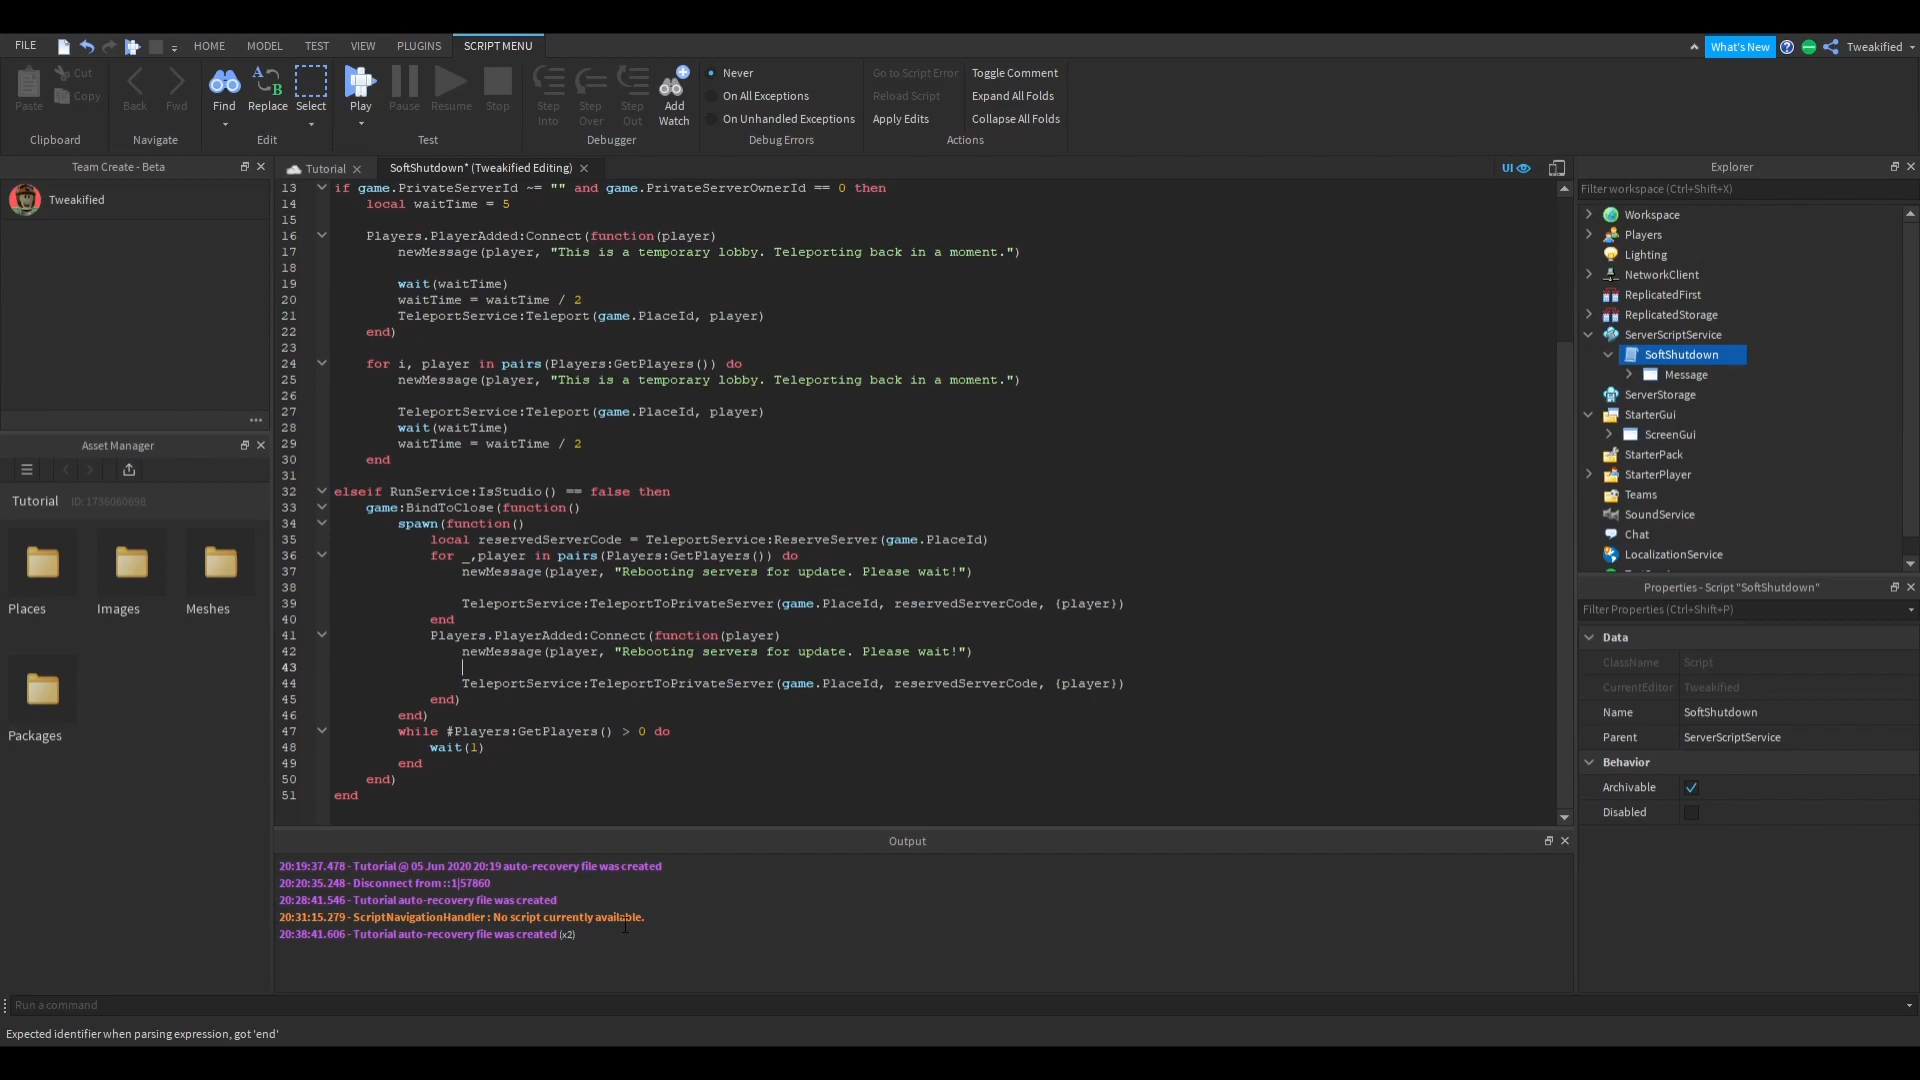 FILE HOME MODEL TEST VIEW PLUGINS SCRIPT MENU What's New ? Tweakified
Paste Cut Copy Back Fwd Find Replace Select Play Pause Resume Stop Step Into Step Over Step Out Add Watch
Never Go to Script Error Toggle Comment
On All Exceptions Reload Script Expand All Folds
On Unhandled Exceptions Apply Edits Collapse All Folds
Clipboard Navigate Edit Test Debugger Debug Errors Actions
Team Create - Beta
Tweakified
Asset Manager
Tutorial ID: 1736060698
Places Images Meshes
Packages
Tutorial SoftShutdown* (Tweakified Editing) UI
13 if game.PrivateServerId ~= "" and game.PrivateServerOwnerId == 0 then
14 local waitTime = 5
15
16 Players.PlayerAdded:Connect(function(player)
17 newMessage(player, "This is a temporary lobby. Teleporting back in a moment.")
18
19 wait(waitTime)
20 waitTime = waitTime / 2
21 TeleportService:Teleport(game.PlaceId, player)
22 end)
23
24 for i, player in pairs(Players:GetPlayers()) do
25 newMessage(player, "This is a temporary lobby. Teleporting back in a moment.")
26
27 TeleportService:Teleport(game.PlaceId, player)
28 wait(waitTime)
29 waitTime = waitTime / 2
30 end
31
32 elseif RunService:IsStudio() == false then
33 game:BindToClose(function()
34 spawn(function()
35 local reservedServerCode = TeleportService:ReserveServer(game.PlaceId)
36 for _,player in pairs(Players:GetPlayers()) do
37 newMessage(player, "Rebooting servers for update. Please wait!")
38
39 TeleportService:TeleportToPrivateServer(game.PlaceId, reservedServerCode, {player})
40 end
41 Players.PlayerAdded:Connect(function(player)
42 newMessage(player, "Rebooting servers for update. Please wait!")
43
44 TeleportService:TeleportToPrivateServer(game.PlaceId, reservedServerCode, {player})
45 end)
46 end)
47 while #Players:GetPlayers() > 0 do
48 wait(1)
49 end
50 end)
51 end
Output
20:19:37.478 - Tutorial @ 05 Jun 2020 20:19 auto-recovery file was created
20:20:35.248 - Disconnect from ::1|57860
20:28:41.546 - Tutorial auto-recovery file was created
20:31:15.279 - ScriptNavigationHandler : No script currently available.
20:38:41.606 - Tutorial auto-recovery file was created (x2)
Explorer
Filter workspace (Ctrl+Shift+X)
Workspace
Players
Lighting
NetworkClient
ReplicatedFirst
ReplicatedStorage
ServerScriptService
SoftShutdown
Message
ServerStorage
StarterGui
ScreenGui
StarterPack
StarterPlayer
Teams
SoundService
Chat
LocalizationService
Properties - Script "SoftShutdown"
Filter Properties (Ctrl+Shift+P)
Data
ClassName Script
CurrentEditor Tweakified
Name SoftShutdown
Parent ServerScriptService
Behavior
Archivable
Disabled
Run a command
Expected identifier when parsing expression, got 'end'